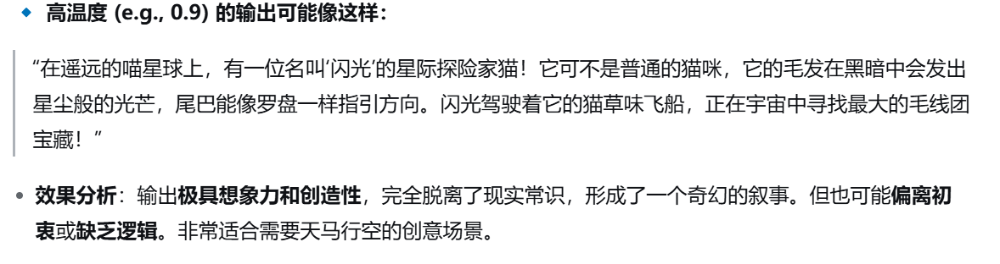 高温度 (e.g., 0.9) 的输出可能像这样：
“在遥远的喵星球上，有一位名叫‘闪光’的星际探险家猫！它可不是普通的猫咪，它的毛发在黑暗中会发出
星尘般的光芒，尾巴能像罗盘一样指引方向。闪光驾驶着它的猫草味飞船，正在宇宙中寻找最大的毛线团
宝藏！”
效果分析：输出极具想象力和创造性，完全脱离了现实常识，形成了一个奇幻的叙事。但也可能偏离初
衷或缺乏逻辑。非常适合需要天马行空的创意场景。